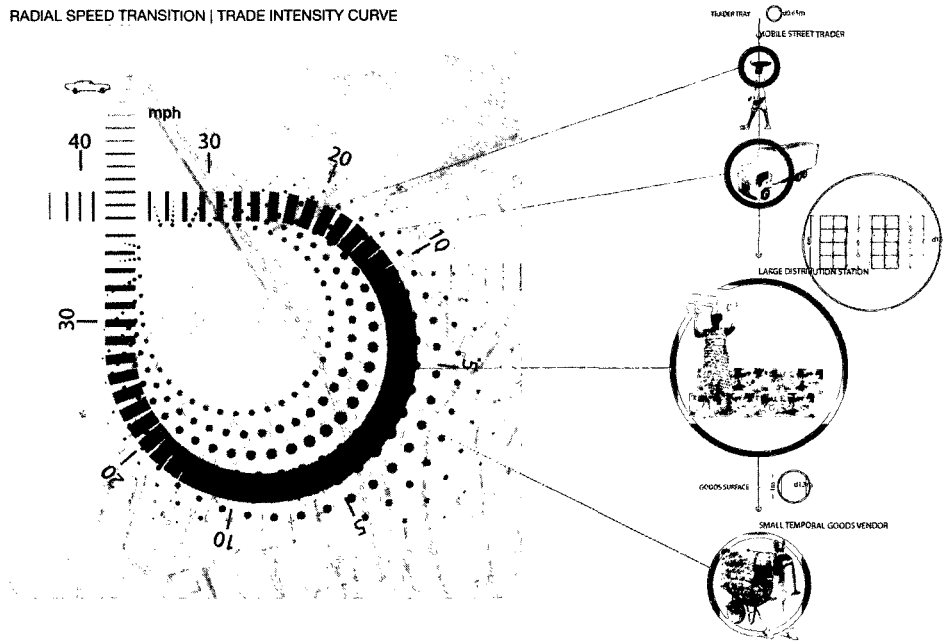 RADIAL SPEED TRANSITION | TRADE INTENSITY CURVE
TRADER TRAY
MOBILE STREET TRADER
mph
40
30
20
10
5
30
20
10
5
LARGE DISTRIBUTION STATION
GOODS SURFACE
SMALL TEMPORAL GOODS VENDOR